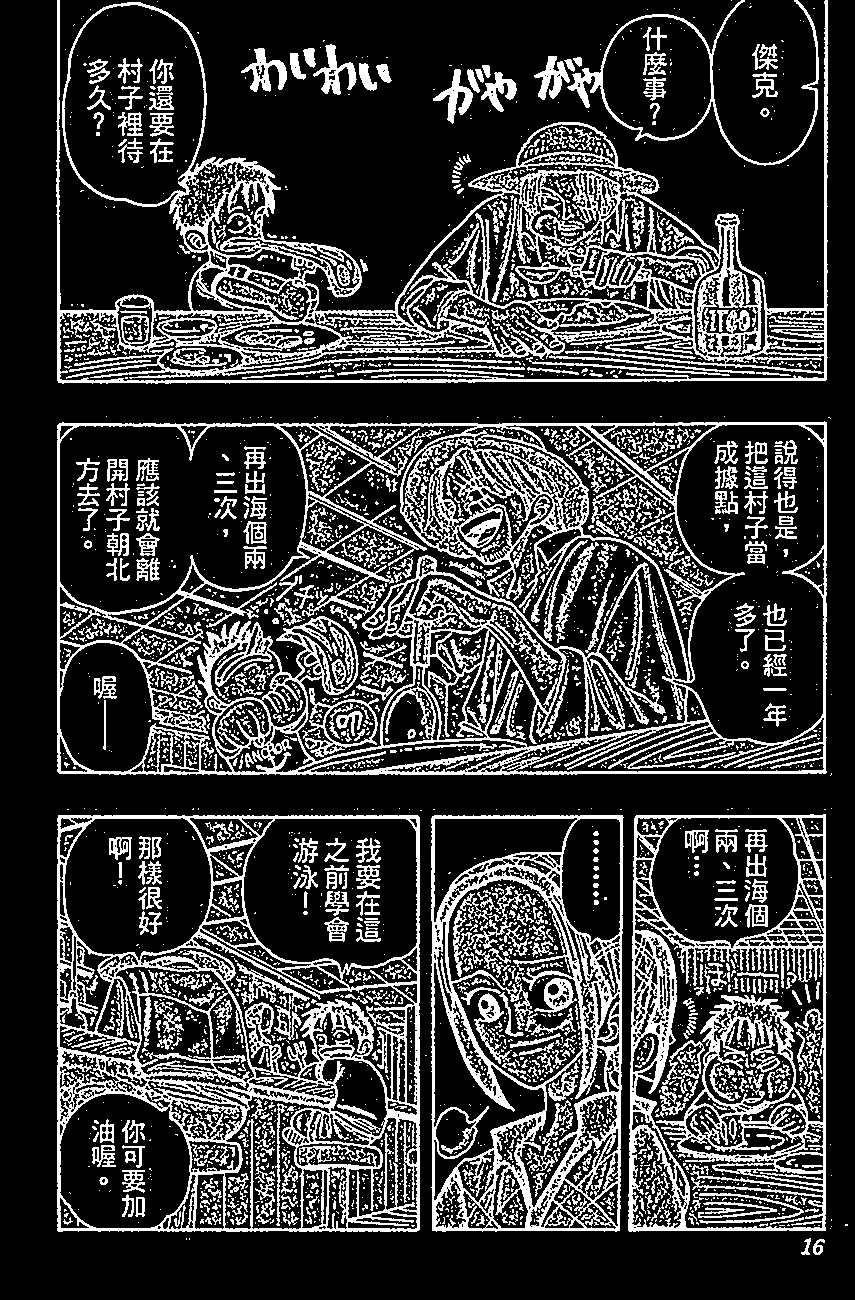 傑克。
什麼事？
がや がや
わいわい
你還要在
村子裡待
多久？
說得也是，
把這村子當
成據點，
也已經一年
多了。
再出海個兩
、三次，
應該就會離
開村子朝北
方去了。
喔——
叩
再出海個
兩、三次
啊…
………
我要在這
之前學會
游泳！
那樣很好
啊！
你可要加
油喔。
16